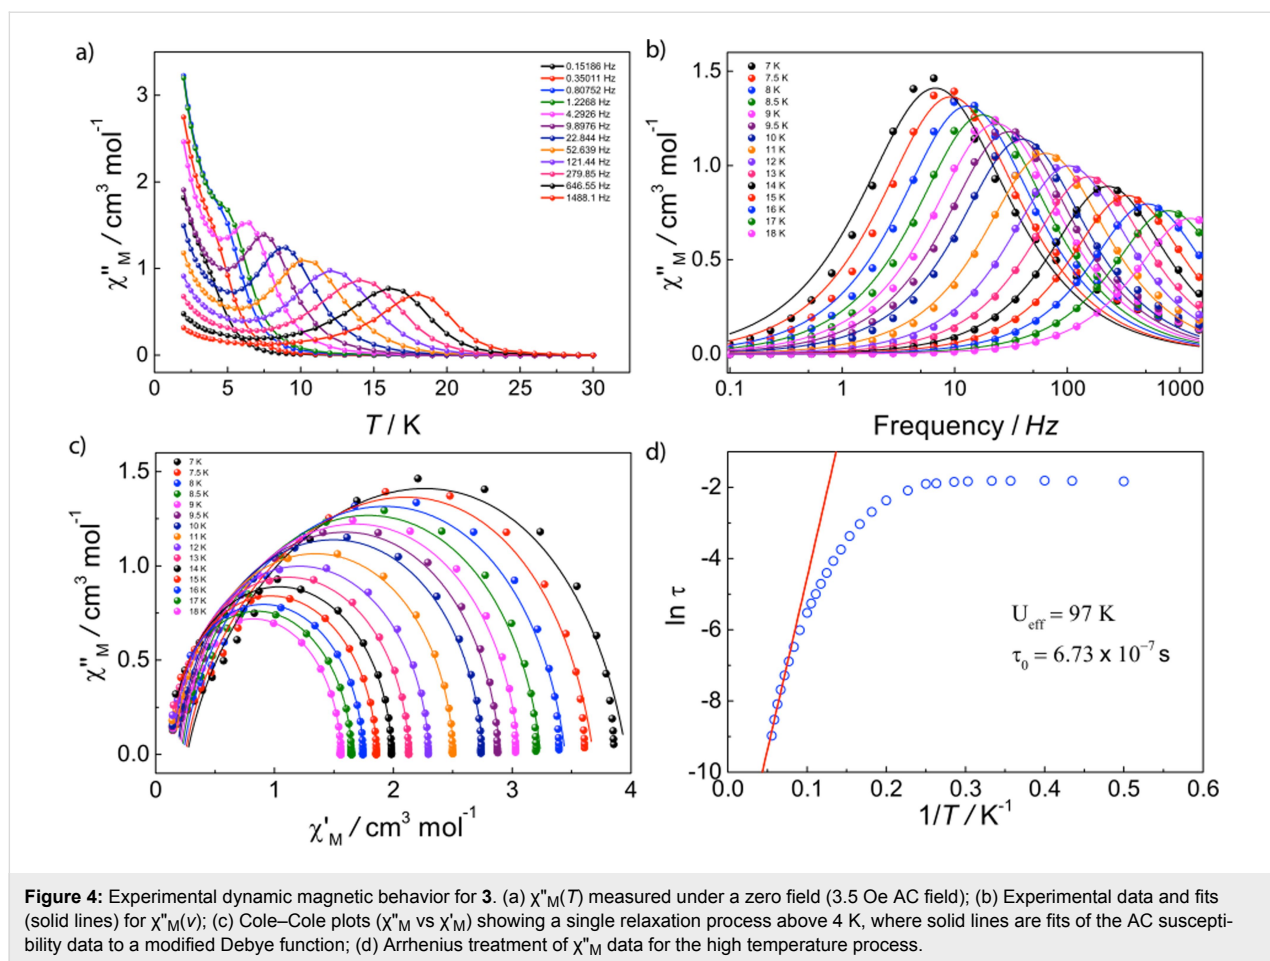 a)
3
2
1
0
χ"M / cm3 mol-1
0 5 10 15 20 25 30
T / K
0.15186 Hz
0.35011 Hz
0.80752 Hz
1.2268 Hz
4.2926 Hz
9.8976 Hz
22.844 Hz
52.639 Hz
121.44 Hz
279.85 Hz
646.55 Hz
1488.1 Hz
b)
1.5
1.0
0.5
0.0
χ"M / cm3 mol-1
7 K
7.5 K
8 K
8.5 K
9 K
9.5 K
10 K
11 K
12 K
13 K
14 K
15 K
16 K
17 K
18 K
0.1 1 10 100 1000
Frequency / Hz
c)
1.5
1.0
0.5
0.0
χ"M / cm3 mol-1
7 K
7.5 K
8 K
8.5 K
9 K
9.5 K
10 K
11 K
12 K
13 K
14 K
15 K
16 K
17 K
18 K
0 1 2 3 4
χ'M / cm3 mol-1
d)
-2
-4
-6
-8
-10
ln τ
Ueff = 97 K
τ0 = 6.73 x 10−7 s
0.0 0.1 0.2 0.3 0.4 0.5 0.6
1/T / K-1
Figure 4: Experimental dynamic magnetic behavior for 3. (a) χ"M(T) measured under a zero field (3.5 Oe AC field); (b) Experimental data and fits
(solid lines) for χ"M(v); (c) Cole–Cole plots (χ"M vs χ'M) showing a single relaxation process above 4 K, where solid lines are fits of the AC suscepti-
bility data to a modified Debye function; (d) Arrhenius treatment of χ"M data for the high temperature process.